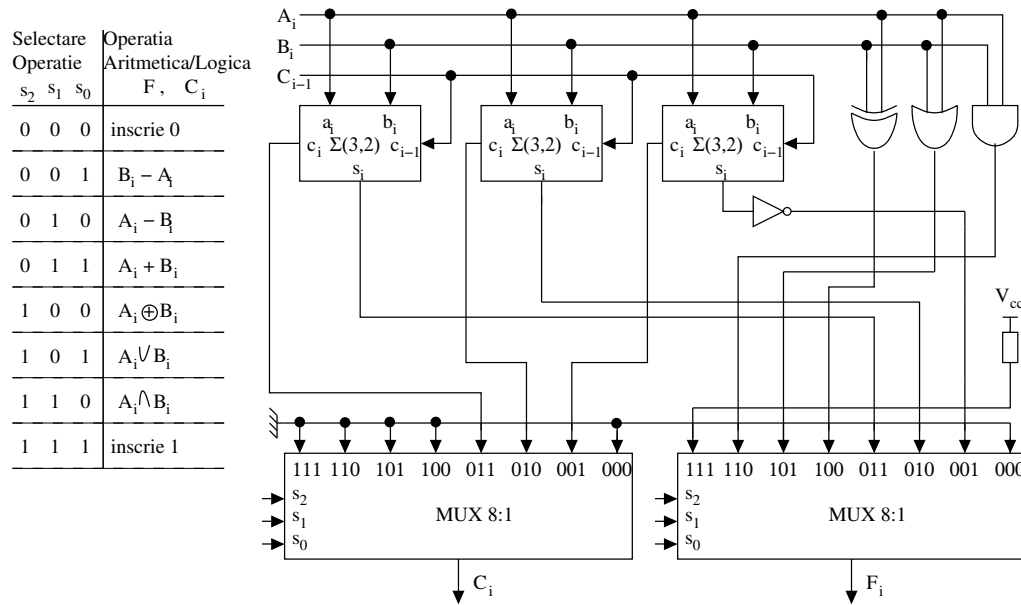 Selectare Operatia
Operatie Aritmetica/Logica
s2 s1 s0 F, Ci
0 0 0 inscrie 0
0 0 1 Bi − Ai
0 1 0 Ai − Bi
0 1 1 Ai + Bi
1 0 0 Ai ⊕ Bi
1 0 1 Ai ∪ Bi
1 1 0 Ai ∩ Bi
1 1 1 inscrie 1
Ai
Bi
Ci−1
ai bi
ci Σ(3,2) ci−1
si
ai bi
ci Σ(3,2) ci−1
si
ai bi
ci Σ(3,2) ci−1
si
Vcc
111 110 101 100 011 010 001 000
s2
s1
s0
MUX 8:1
Ci
111 110 101 100 011 010 001 000
s2
s1
s0
MUX 8:1
Fi